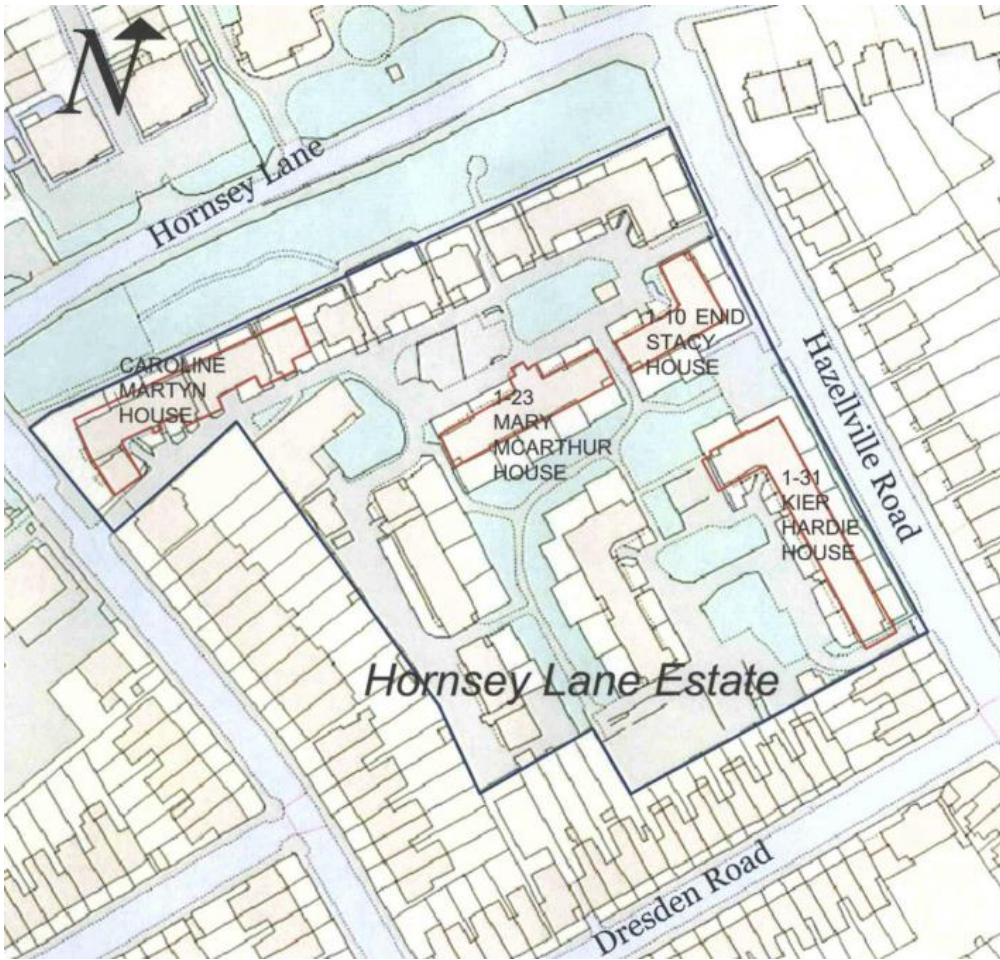 N
Hornsey Lane
1-10 ENID
STACY
HOUSE
CAROLINE
MARTYN
HOUSE
1-23
MARY
MCARTHUR
HOUSE
Hazellville Road
1-31
KIER
HARDIE
HOUSE
Hornsey Lane Estate
Dresden Road